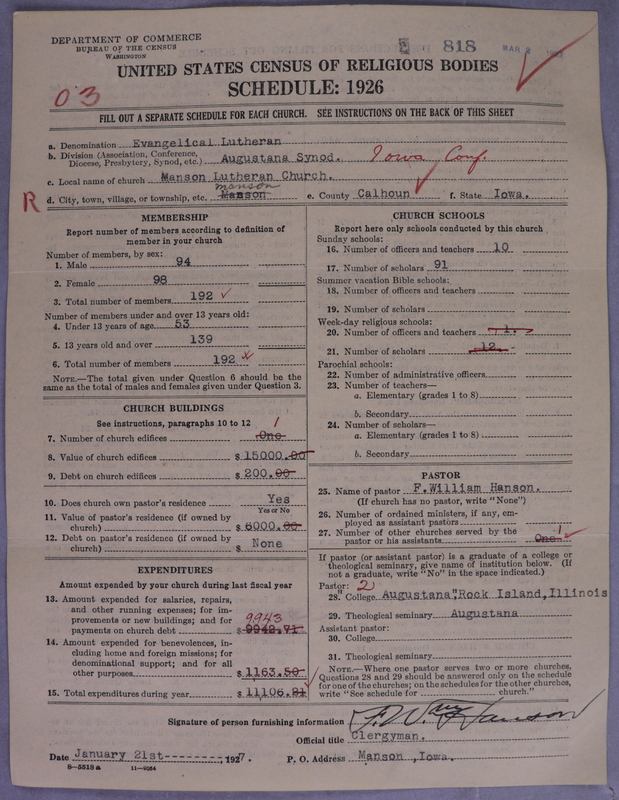 DEPARTMENT OF COMMERCE
BUREAU OF THE CENSUS
WASHINGTON
818 MAR 2
UNITED STATES CENSUS OF RELIGIOUS BODIES
SCHEDULE: 1926
03
FILL OUT A SEPARATE SCHEDULE FOR EACH CHURCH. SEE INSTRUCTIONS ON THE BACK OF THIS SHEET
a. Denomination Evangelical Lutheran
b. Division (Association, Conference, Diocese, Presbytery, Synod, etc.) Augustana Synod. Iowa Conf.
c. Local name of church Manson Lutheran Church.
manson
R d. City, town, village, or township, etc. Manson e. County Calhoun f. State Iowa.
MEMBERSHIP
Report number of members according to definition of
member in your church
Number of members, by sex:
1. Male 94
2. Female 98
3. Total number of members 192
Number of members under and over 13 years old:
4. Under 13 years of age 53
5. 13 years old and over 139
6. Total number of members 192
NOTE.—The total given under Question 6 should be the
same as the total of males and females given under Question 3.
CHURCH BUILDINGS
See instructions, paragraphs 10 to 12
1
7. Number of church edifices One
8. Value of church edifices $15000.00
9. Debt on church edifices $200.00
10. Does church own pastor's residence Yes
Yes or No
11. Value of pastor's residence (if owned by
church) $6000.00
12. Debt on pastor's residence (if owned by
church) $ None
EXPENDITURES
Amount expended by your church during last fiscal year
13. Amount expended for salaries, repairs,
and other running expenses; for im-
provements or new buildings; and for 9943
payments on church debt $9942.71
14. Amount expended for benevolences, in-
cluding home and foreign missions; for
denominational support; and for all
other purposes $1163.50
15. Total expenditures during year $11106.21
CHURCH SCHOOLS
Report here only schools conducted by this church
Sunday schools:
16. Number of officers and teachers 10
17. Number of scholars 91
Summer vacation Bible schools:
18. Number of officers and teachers
19. Number of scholars
Week-day religious schools:
20. Number of officers and teachers 1.
21. Number of scholars 12.
Parochial schools:
22. Number of administrative officers
23. Number of teachers—
a. Elementary (grades 1 to 8)
b. Secondary
24. Number of scholars—
a. Elementary (grades 1 to 8)
b. Secondary
PASTOR
25. Name of pastor F.William Hanson.
(If church has no pastor, write "None")
26. Number of ordained ministers, if any, em-
ployed as assistant pastors
27. Number of other churches served by the 1
pastor or his assistants One
If pastor (or assistant pastor) is a graduate of a college or
theological seminary, give name of institution below. (If
not a graduate, write "No" in the space indicated.)
Pastor: 2
28. College Augustana, Rock Island, Illinois
29. Theological seminary Augustana
Assistant pastor:
30. College
31. Theological seminary
NOTE.—Where one pastor serves two or more churches,
Questions 28 and 29 should be answered only on the schedule
for one of the churches; on the schedules for the other churches,
write "See schedule for church."
Signature of person furnishing information F. Wm Hanson
Official title Clergyman.
Date January 21st--------, 1927. P. O. Address Manson ,Iowa.
8—5518a 11—9054